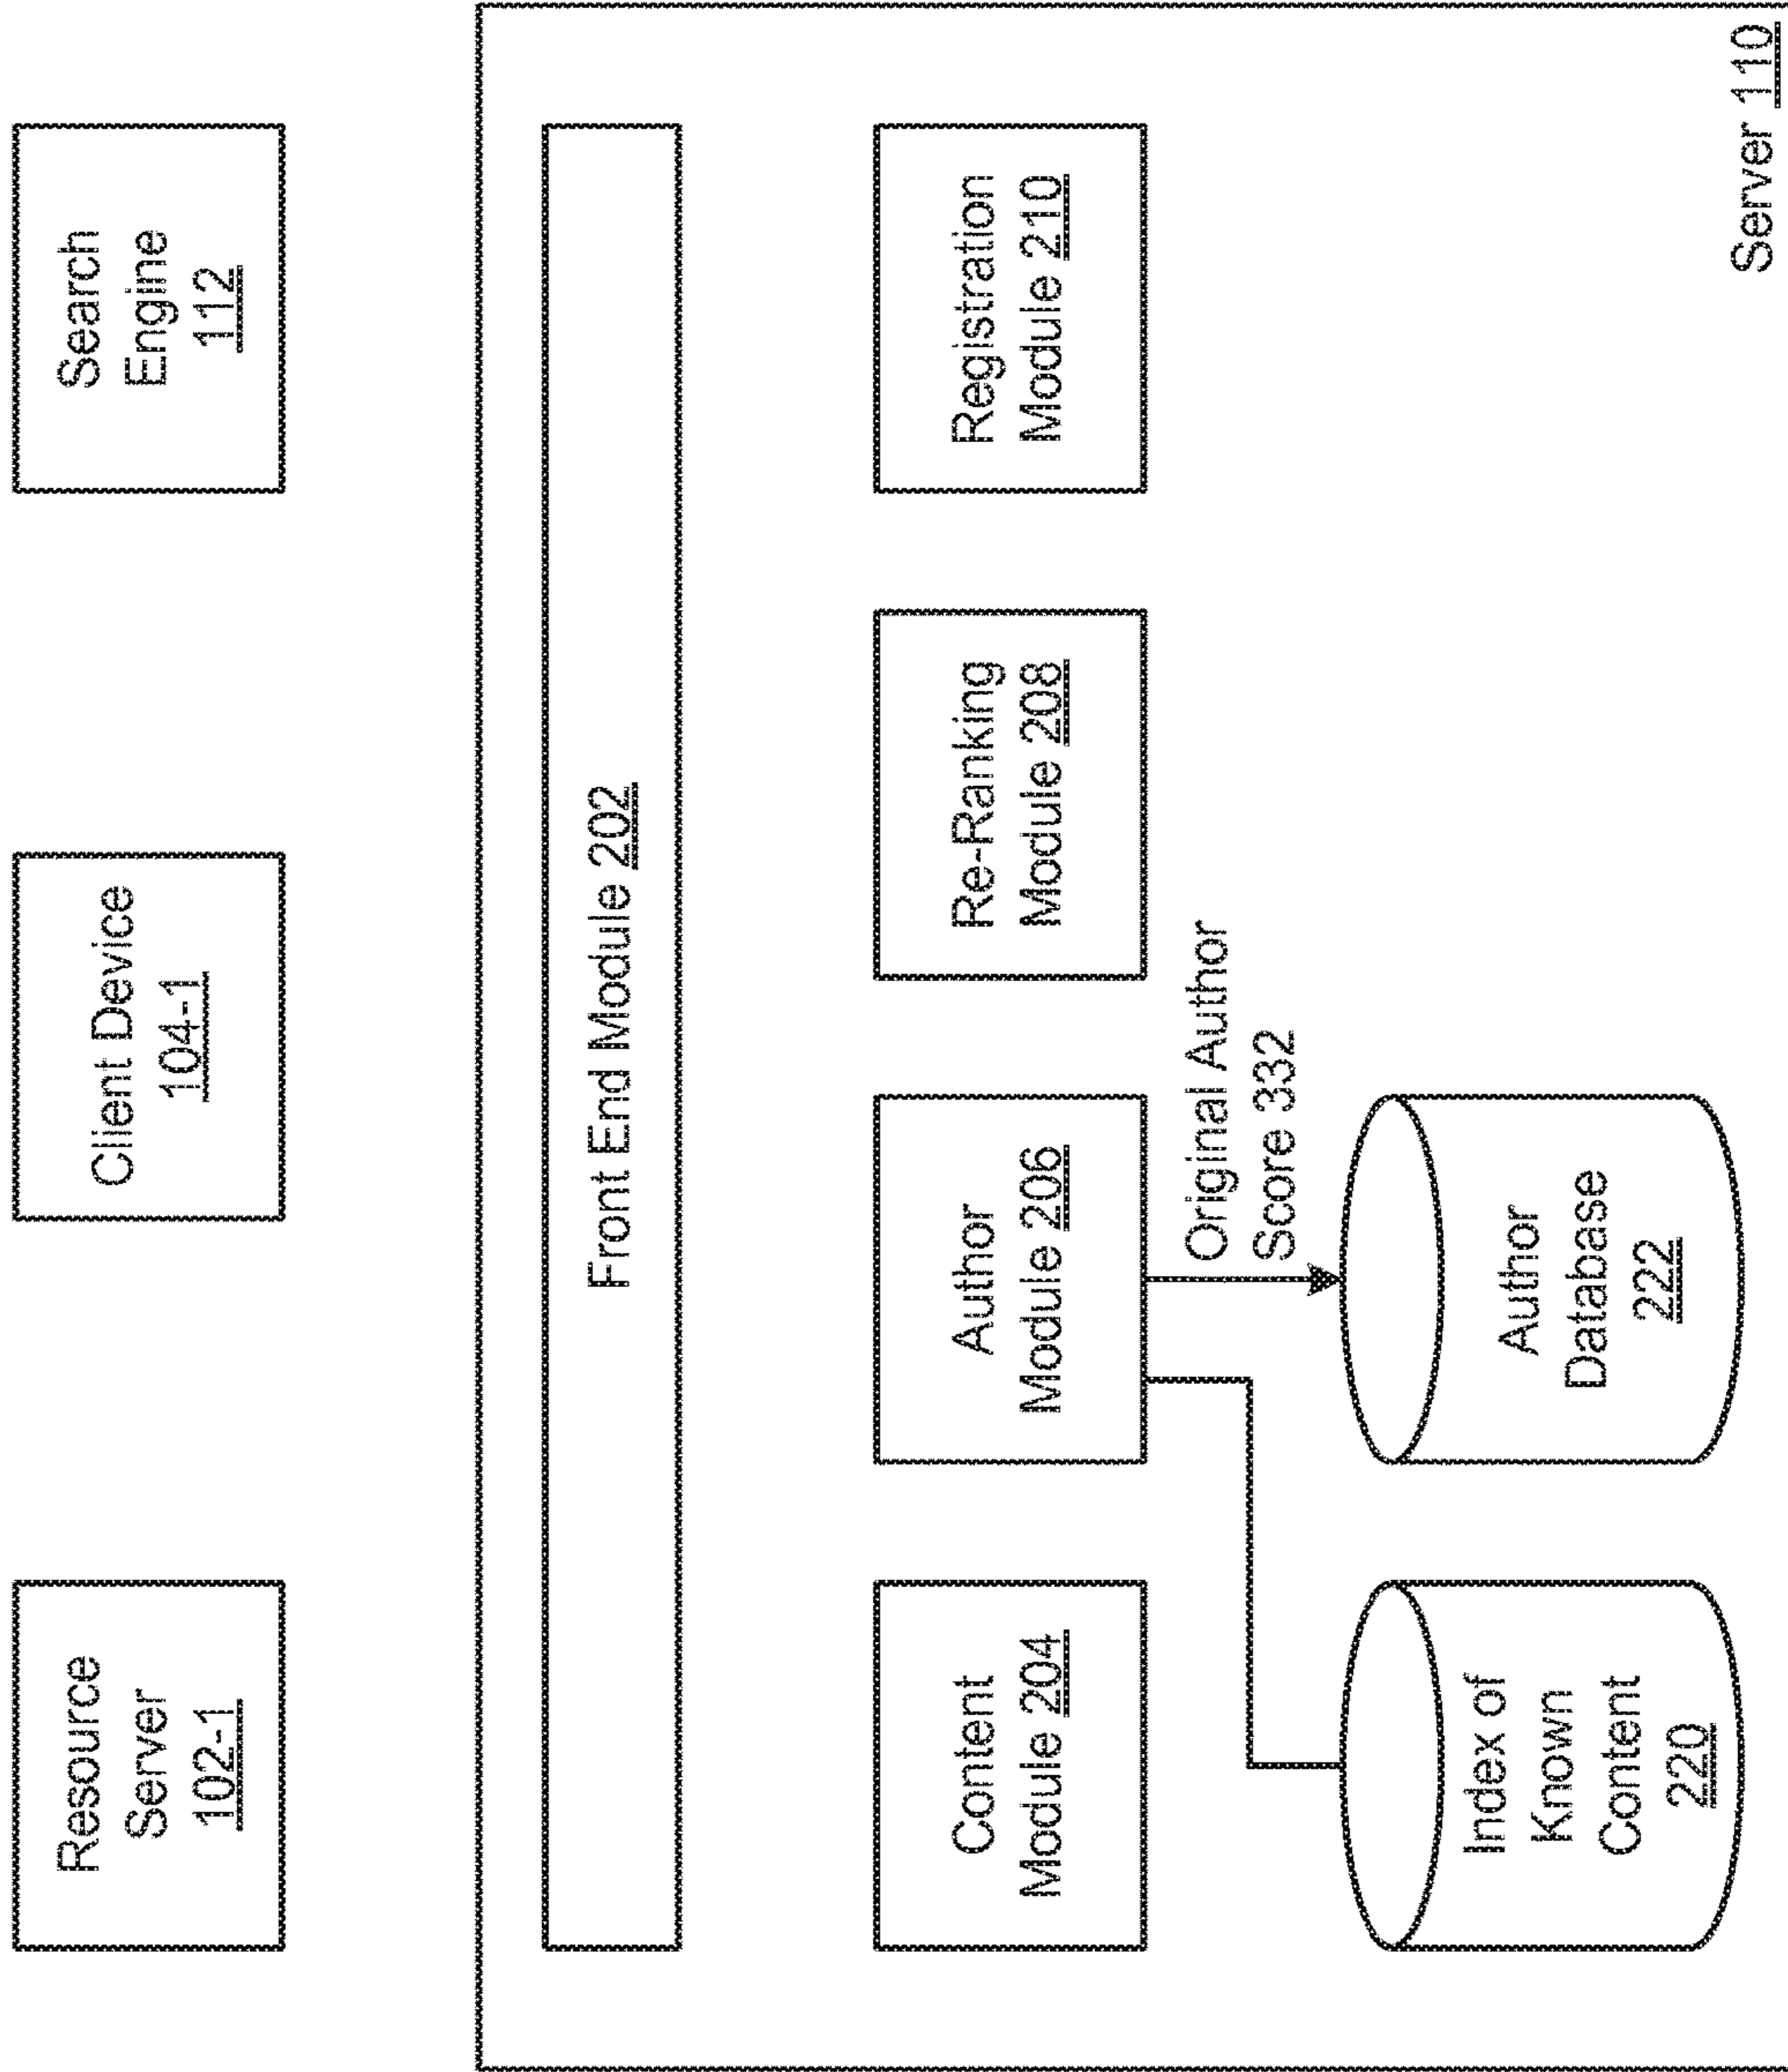 Resource
Server
102-1
Client Device
104-1
Search
Engine
112
Front End Module 202
Content
Module 204
Author
Module 206
Re-Ranking
Module 208
Registration
Module 210
Original Author
Score 332
Index of
Known
Content
220
Author
Database
222
Server 110